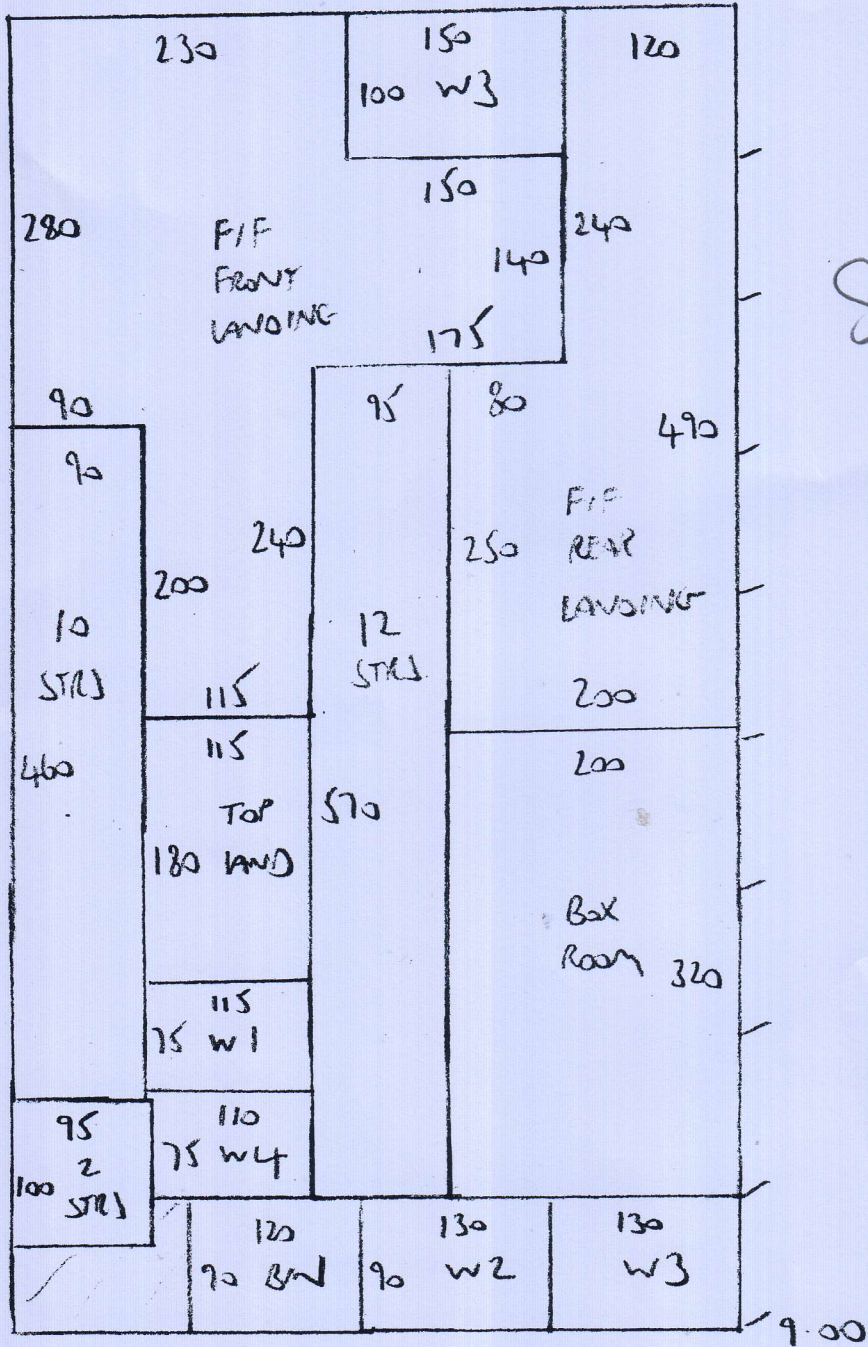 230
150
120
100 W3
150
280
F/F
FRONT
LANDING
240
140
175
90
95
80
490
90
240
250
F/F
REAR
LANDING
200
10
STRS
12
STRS
115
200
115
200
460
TOP
LAND
570
180
BOX
ROOM
320
115
75 W1
95
2
STRS
100
110
75 W4
120
90
130
90 W2
130
W3
9.00